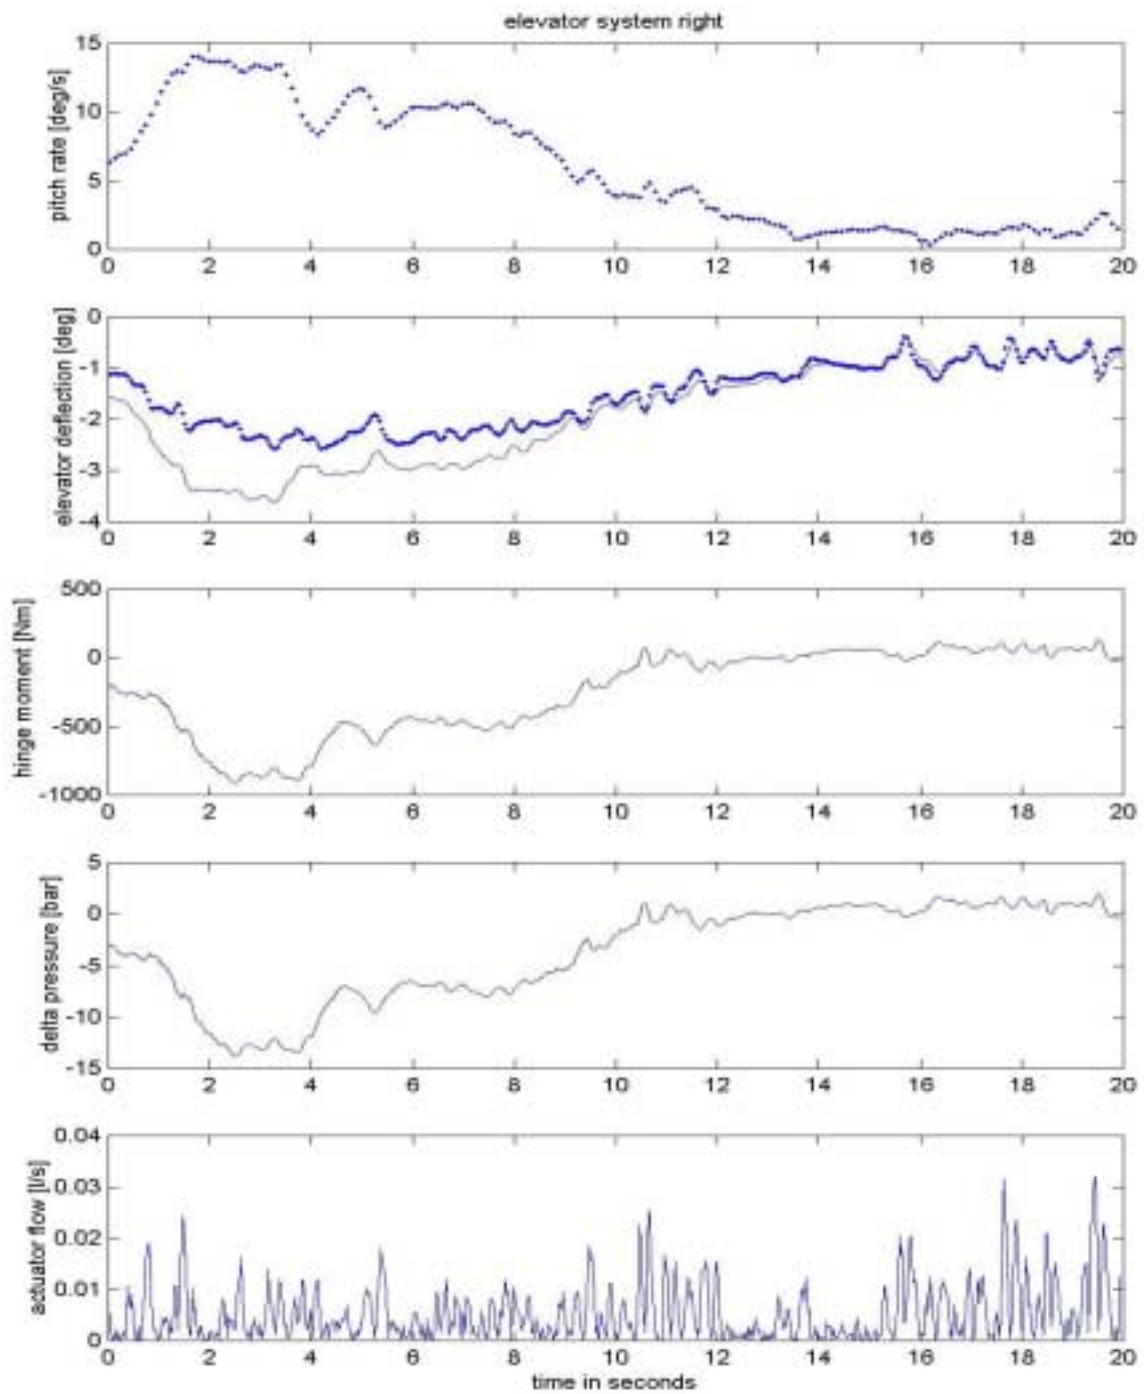 elevator system right
15
10
5
0
pitch rate [deg/s]
0 2 4 6 8 10 12 14 16 18 20
0
-1
-2
-3
-4
elevator deflection [deg]
0 2 4 6 8 10 12 14 16 18 20
500
0
-500
-1000
hinge moment [Nm]
0 2 4 6 8 10 12 14 16 18 20
5
0
-5
-10
-15
delta pressure [bar]
0 2 4 6 8 10 12 14 16 18 20
0.04
0.03
0.02
0.01
0
actuator flow [l/s]
0 2 4 6 8 10 12 14 16 18 20
time in seconds